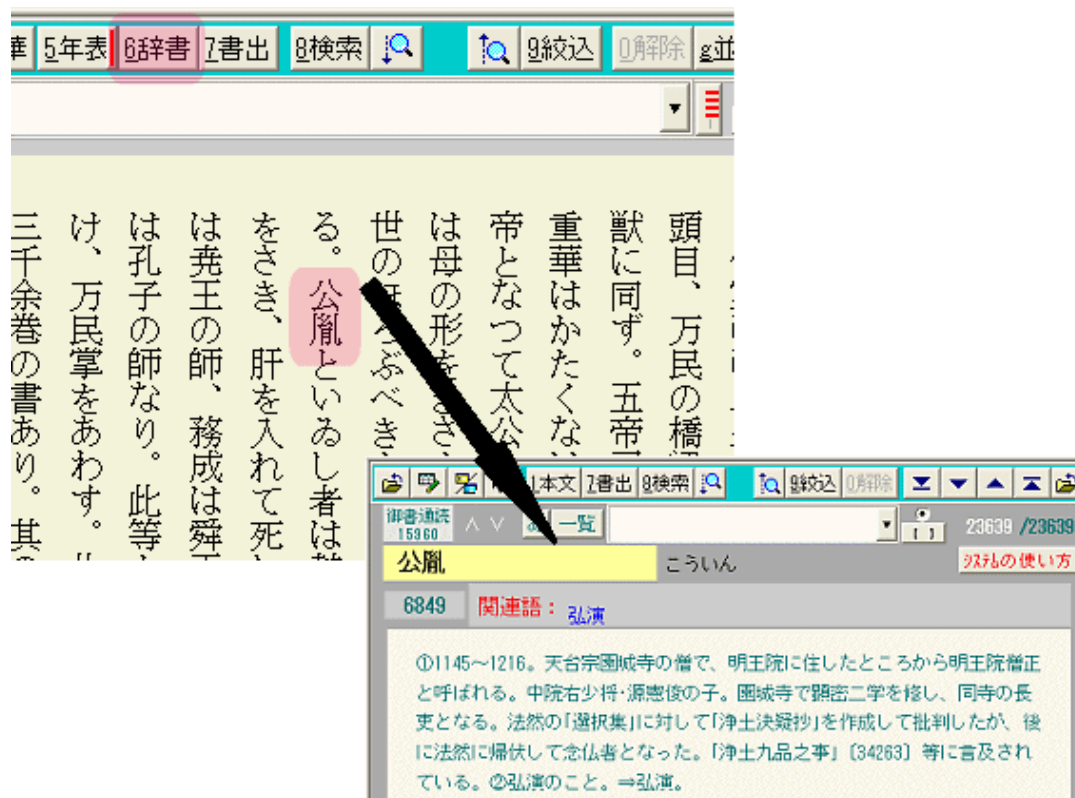 5年表 6辞書 7書出 8検索 9絞込 0解除 g並
頭目、万民の橋
獣に同ず。五帝
重華はかたくな
帝となつて太公
は母の形を
世のほろぶべき
る。公胤といゐし者は
をさき、肝を入れて死
は尭王の師、務成は舜
は孔子の師なり。此等
け、万民掌をあわす。
三千余巻の書あり。其
1本文 7書出 8検索 9絞込 0解除
御書通読 15360 一覧 23639 /23639
公胤 こういん システムの使い方
6849 関連語： 弘演
①1145～1216。天台宗園城寺の僧で、明王院に住したところから明王院僧正
と呼ばれる。中院右少将・源憲俊の子。園城寺で顕密二学を修し、同寺の長
吏となる。法然の「選択集」に対して「浄土決疑抄」を作成して批判したが、後
に法然に帰伏して念仏者となった。「浄土九品之事」〔34263〕等に言及され
ている。②弘演のこと。⇒弘演。